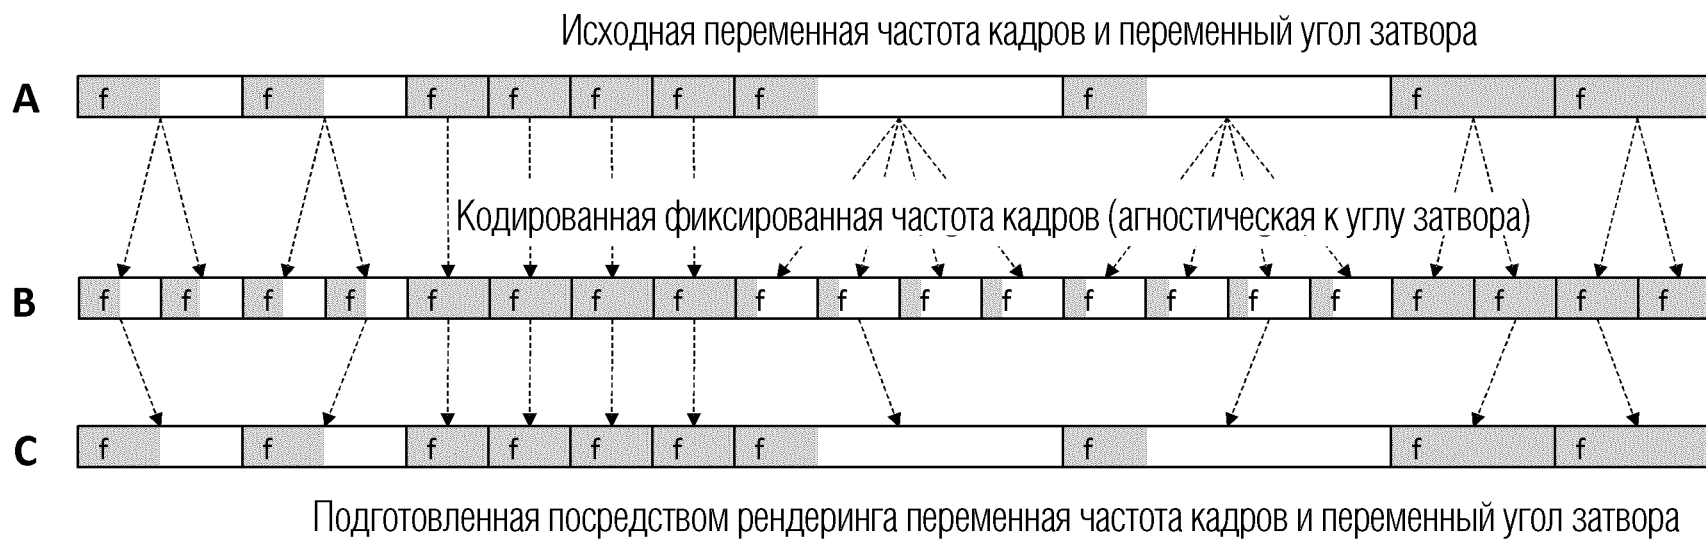 Исходная переменная частота кадров и переменный угол затвора
A f f f f f f f f f f
Кодированная фиксированная частота кадров (агностическая к углу затвора)
B f f f f f f f f f f f f f f f f f f f f
C f f f f f f f f f f
Подготовленная посредством рендеринга переменная частота кадров и переменный угол затвора